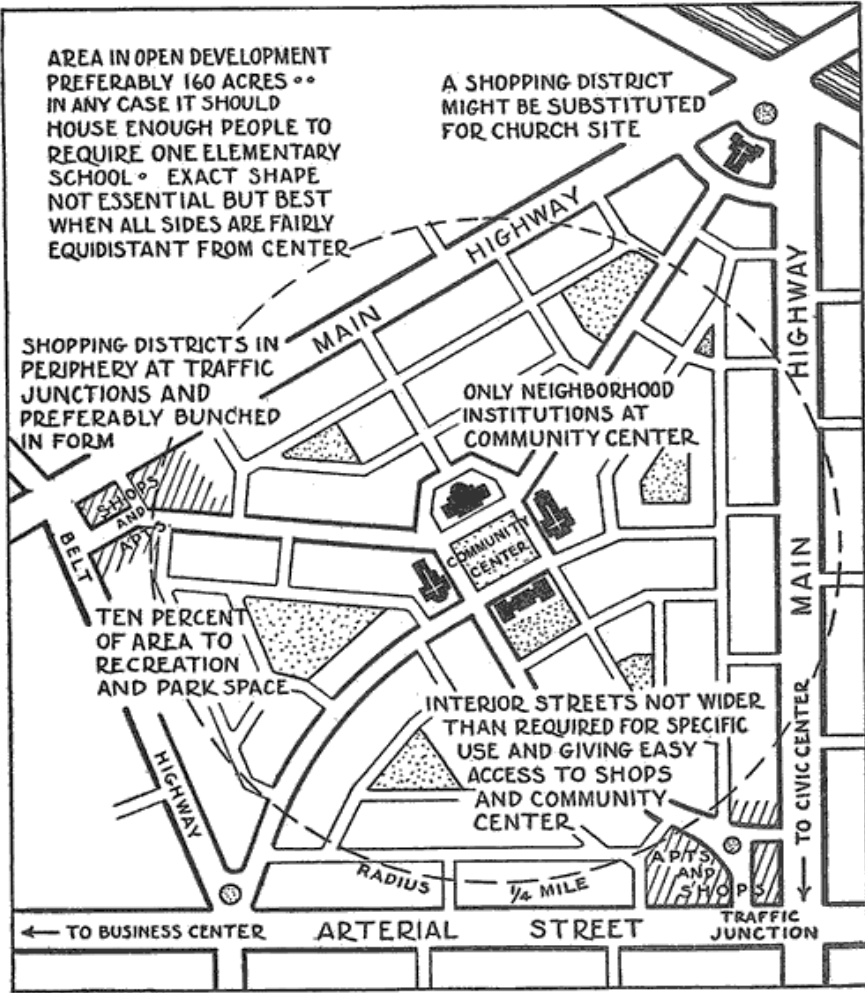 AREA IN OPEN DEVELOPMENT
PREFERABLY 160 ACRES ••
IN ANY CASE IT SHOULD
HOUSE ENOUGH PEOPLE TO
REQUIRE ONE ELEMENTARY
SCHOOL • EXACT SHAPE
NOT ESSENTIAL BUT BEST
WHEN ALL SIDES ARE FAIRLY
EQUIDISTANT FROM CENTER
A SHOPPING DISTRICT
MIGHT BE SUBSTITUTED
FOR CHURCH SITE
MAIN HIGHWAY
HIGHWAY
MAIN
SHOPPING DISTRICTS IN
PERIPHERY AT TRAFFIC
JUNCTIONS AND
PREFERABLY BUNCHED
IN FORM
ONLY NEIGHBORHOOD
INSTITUTIONS AT
COMMUNITY CENTER
SHOPS
AND
APTS.
BELT
COMMUNITY
CENTER
TEN PERCENT
OF AREA TO
RECREATION
AND PARK SPACE
INTERIOR STREETS NOT WIDER
THAN REQUIRED FOR SPECIFIC
USE AND GIVING EASY
ACCESS TO SHOPS
AND COMMUNITY
CENTER
HIGHWAY
TO CIVIC CENTER
APTS.
AND
SHOPS
RADIUS 1/4 MILE
← TO BUSINESS CENTER
ARTERIAL STREET
TRAFFIC
JUNCTION